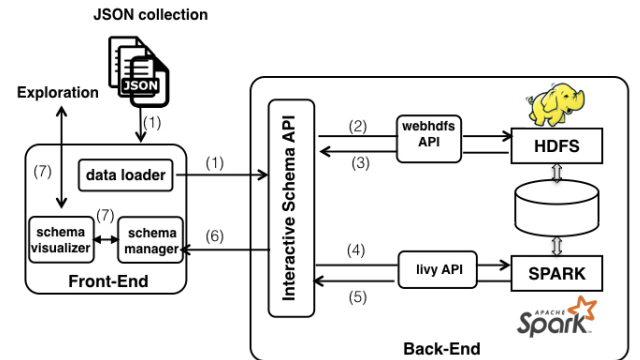 JSON collection
JSON
Exploration
(1)
(7)
data loader
(1)
schema
visualizer
(7)
schema
manager
(6)
Front-End
Interactive Schema API
(2)
(3)
webhdfs
API
HDFS
(4)
(5)
livy API
SPARK
APACHE
Spark
Back-End